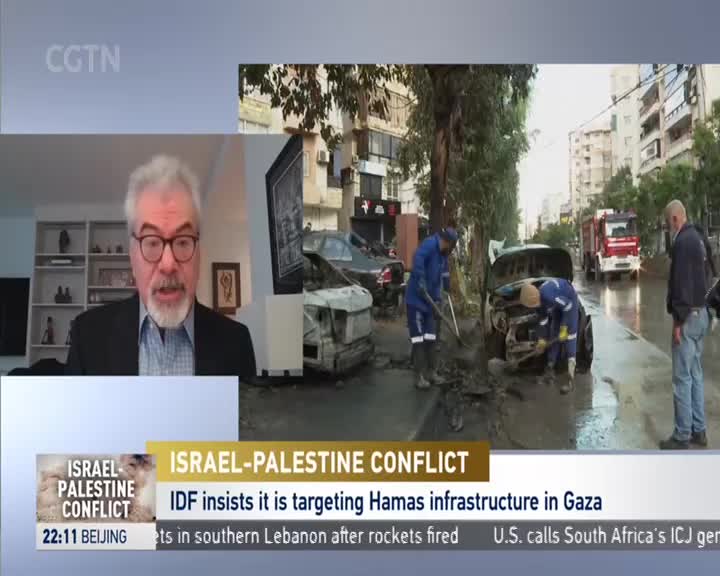 CGTN
ISRAEL-PALESTINE CONFLICT
ISRAEL-
PALESTINE
CONFLICT
IDF insists it is targeting Hamas infrastructure in Gaza
22:11 BEIJING
ets in southern Lebanon after rockets fired U.S. calls South Africa's ICJ gen